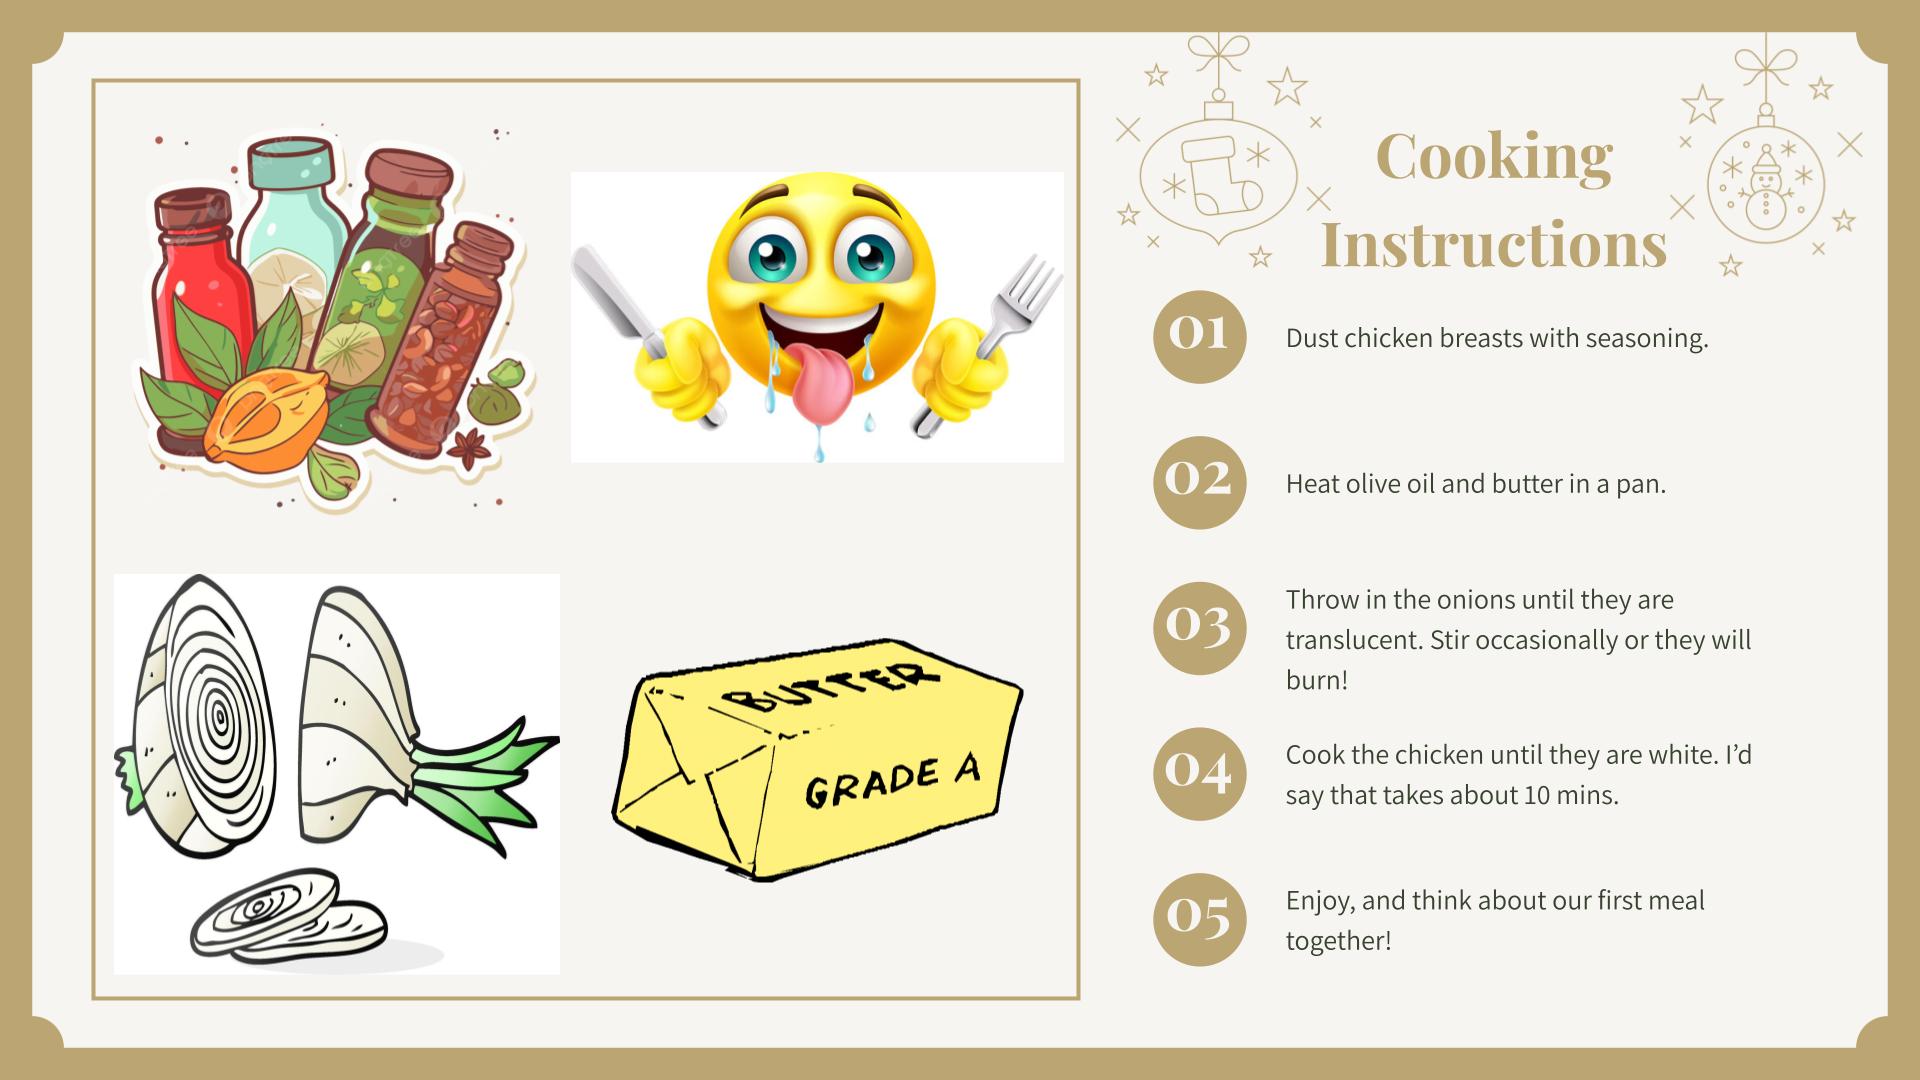 Cooking
Instructions
01
Dust chicken breasts with seasoning.
02
Heat olive oil and butter in a pan.
03
Throw in the onions until they are
translucent. Stir occasionally or they will
burn!
04
Cook the chicken until they are white. I’d
say that takes about 10 mins.
05
Enjoy, and think about our first meal
together!
BUTTER
GRADE A